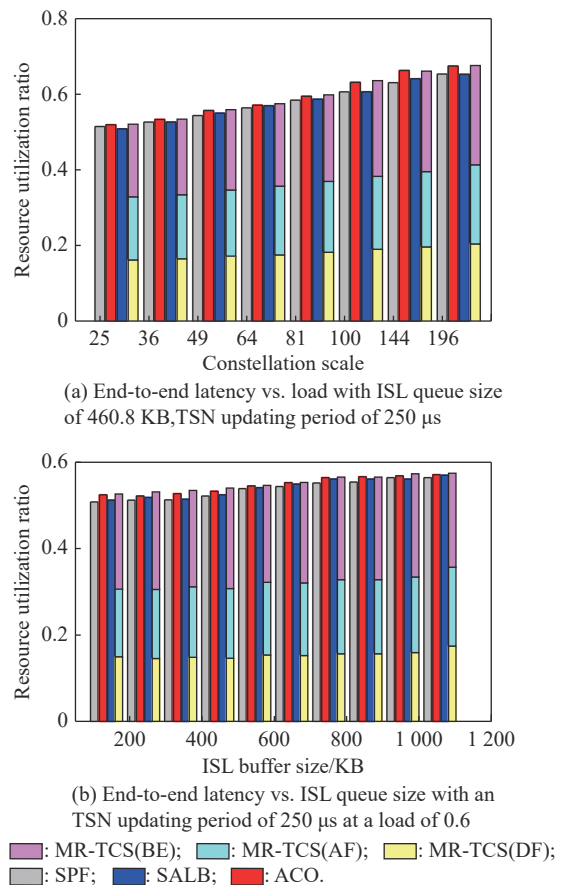 0.8
0.6
0.4
0.2
0
Resource utilization ratio
25 36 49 64 81 100 144 196
Constellation scale
(a) End-to-end latency vs. load with ISL queue size
of 460.8 KB,TSN updating period of 250 μs
0.6
0.4
0.2
0
Resource utilization ratio
200 400 600 800 1 000 1 200
ISL buffer size/KB
(b) End-to-end latency vs. ISL queue size with an
TSN updating period of 250 μs at a load of 0.6
: MR-TCS(BE); : MR-TCS(AF); : MR-TCS(DF);
: SPF; : SALB; : ACO.